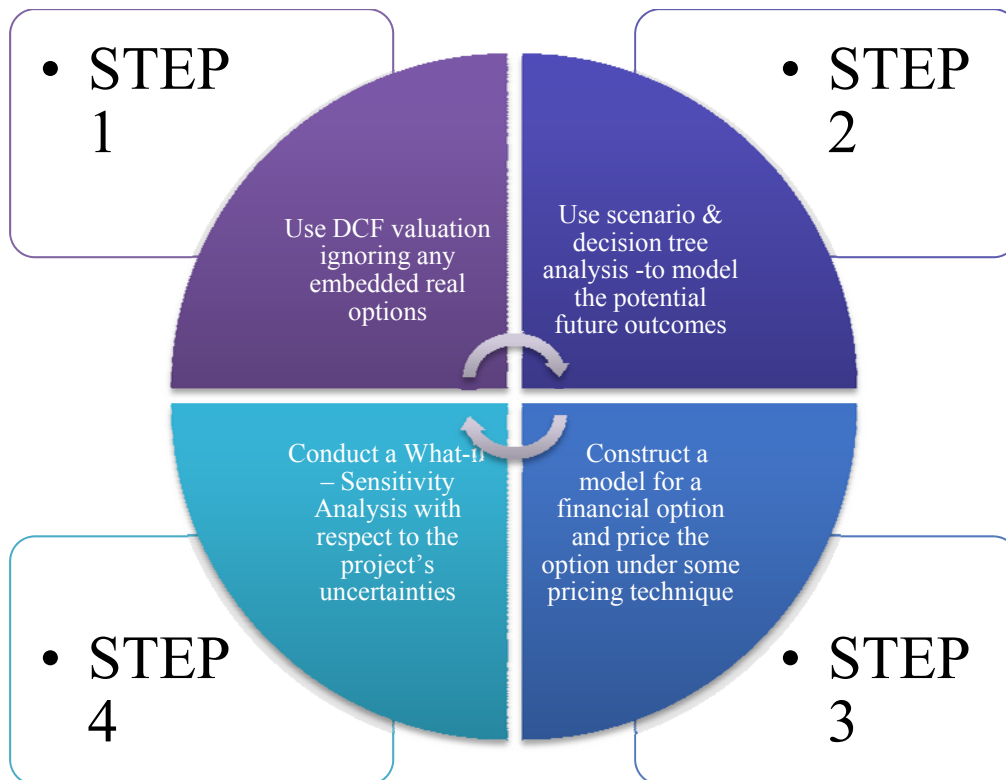 • STEP
1
Use DCF valuation
ignoring any
embedded real
options
• STEP
2
Use scenario &
decision tree
analysis -to model
the potential
future outcomes
• STEP
3
Construct a
model for a
financial option
and price the
option under some
pricing technique
• STEP
4
Conduct a What-if
– Sensitivity
Analysis with
respect to the
project’s
uncertainties